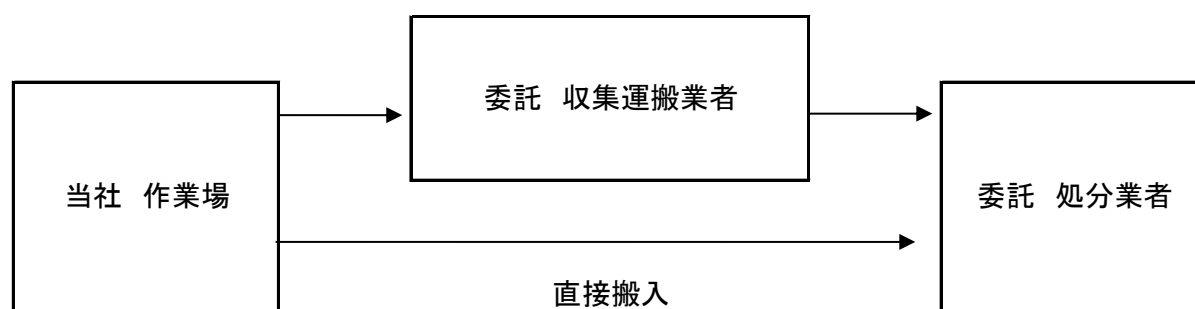 委託　収集運搬業者
当社　作業場
委託　処分業者
直接搬入